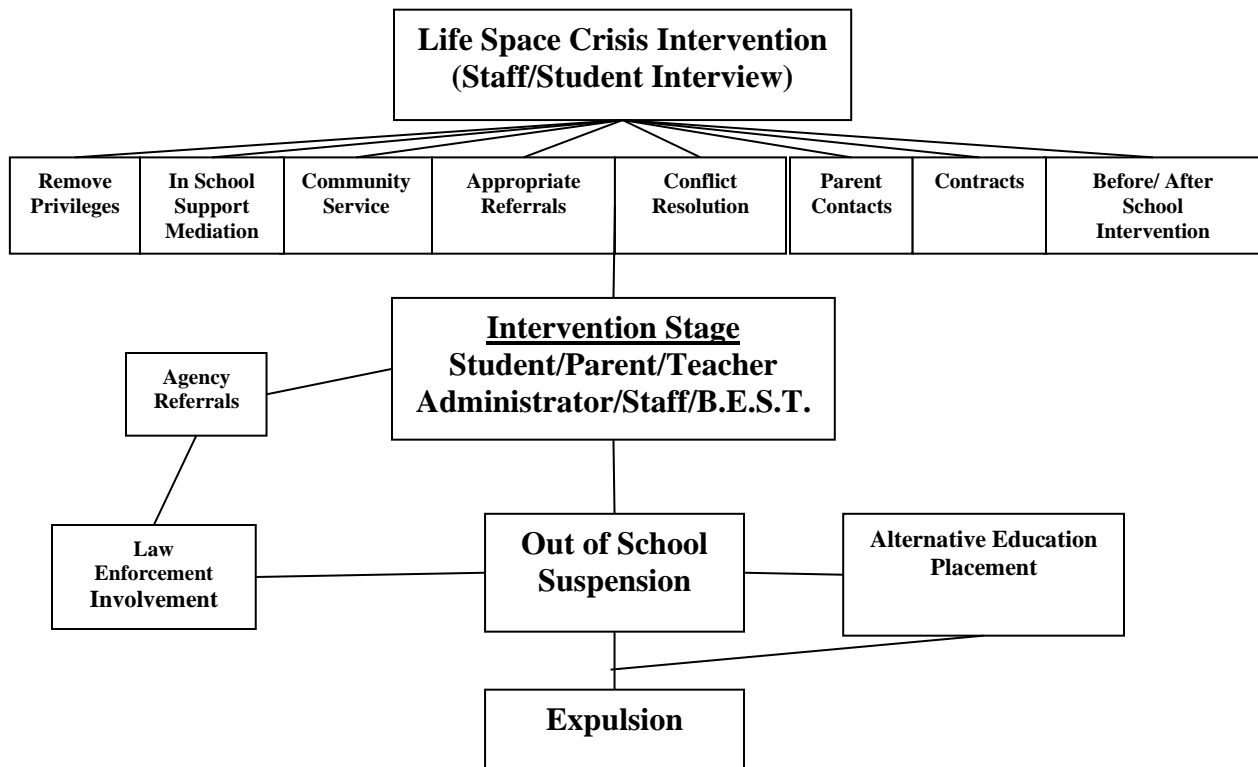 Life Space Crisis Intervention
(Staff/Student Interview)
Remove
Privileges
In School
Support
Mediation
Community
Service
Appropriate
Referrals
Conflict
Resolution
Parent
Contacts
Contracts
Before/ After
School
Intervention
Intervention Stage
Student/Parent/Teacher
Administrator/Staff/B.E.S.T.
Agency
Referrals
Law
Enforcement
Involvement
Out of School
Suspension
Alternative Education
Placement
Expulsion